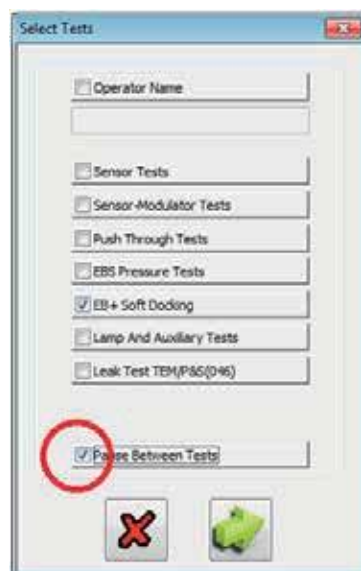 Select Tests
Operator Name
Sensor Tests
Sensor-Modulator Tests
Push Through Tests
EBS Pressure Tests
EB+ Soft Docking
Lamp And Auxiliary Tests
Leak Test TEM/P&S(046)
Pause Between Tests